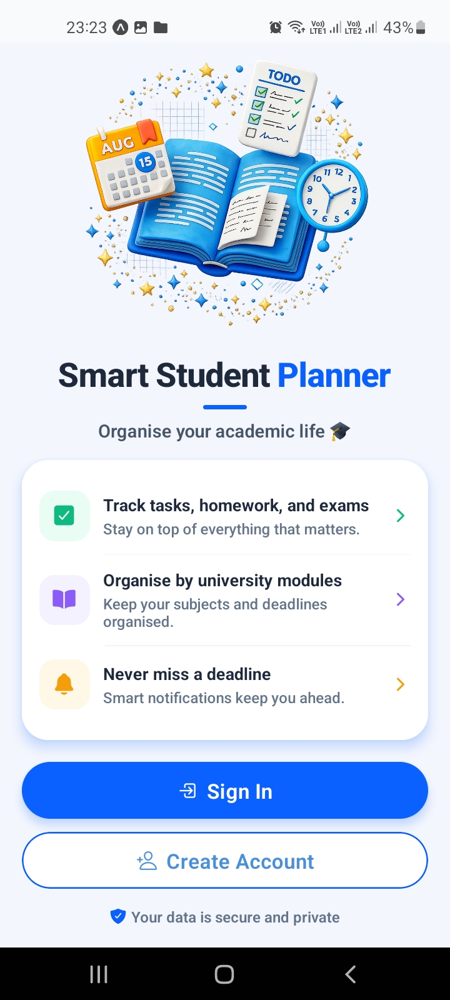 23:23
Vo)) LTE1 Vo)) LTE2 43%
TODO
AUG
15
11 12 1
10 2
9 3
8 4
7 6 5
Smart Student Planner
Organise your academic life 🎓
Track tasks, homework, and exams
Stay on top of everything that matters.
Organise by university modules
Keep your subjects and deadlines
organised.
Never miss a deadline
Smart notifications keep you ahead.
Sign In
Create Account
Your data is secure and private